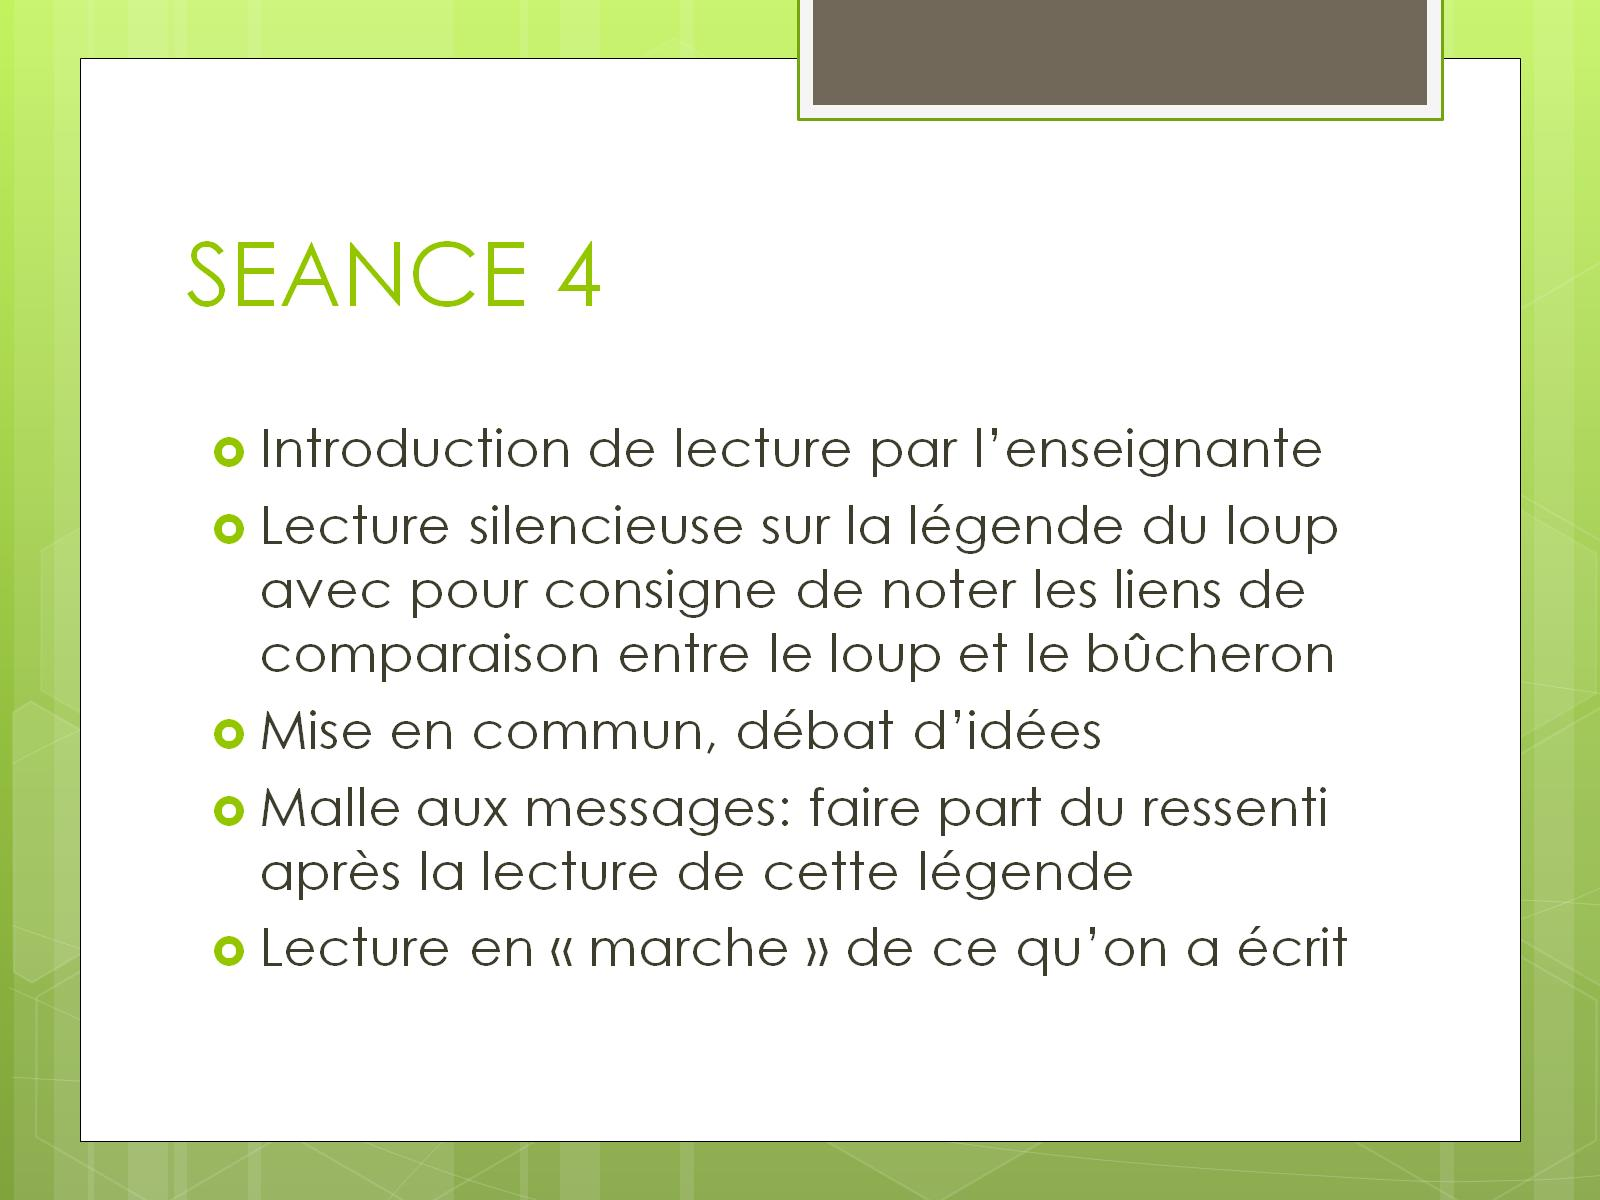 SEANCE 4
Introduction de lecture par l’enseignante
Lecture silencieuse sur la légende du loup
avec pour consigne de noter les liens de
comparaison entre le loup et le bûcheron
Mise en commun, débat d’idées
Malle aux messages: faire part du ressenti
après la lecture de cette légende
Lecture en « marche » de ce qu’on a écrit